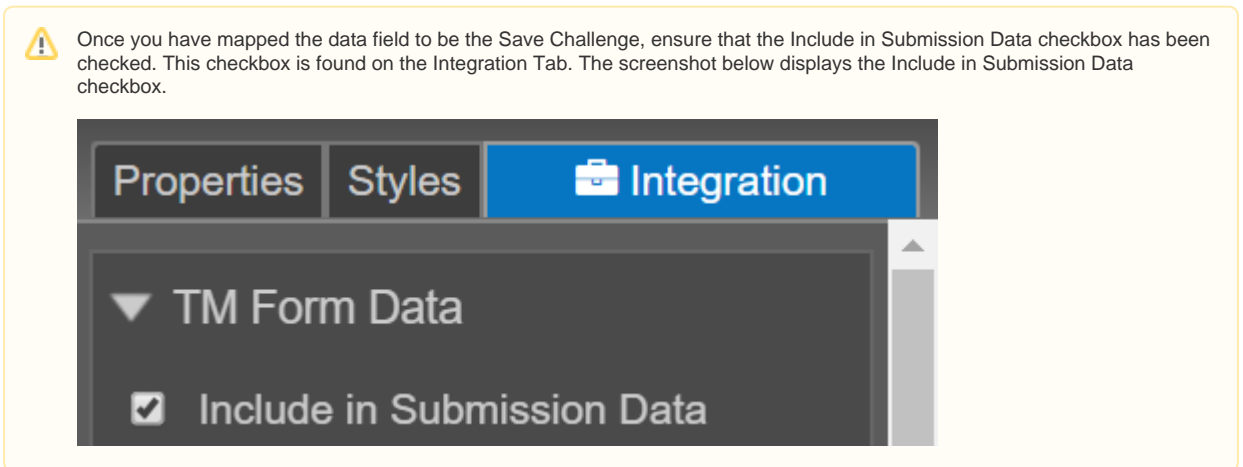 Once you have mapped the data field to be the Save Challenge, ensure that the Include in Submission Data checkbox has been
checked. This checkbox is found on the Integration Tab. The screenshot below displays the Include in Submission Data
checkbox.
Properties Styles Integration
TM Form Data
Include in Submission Data